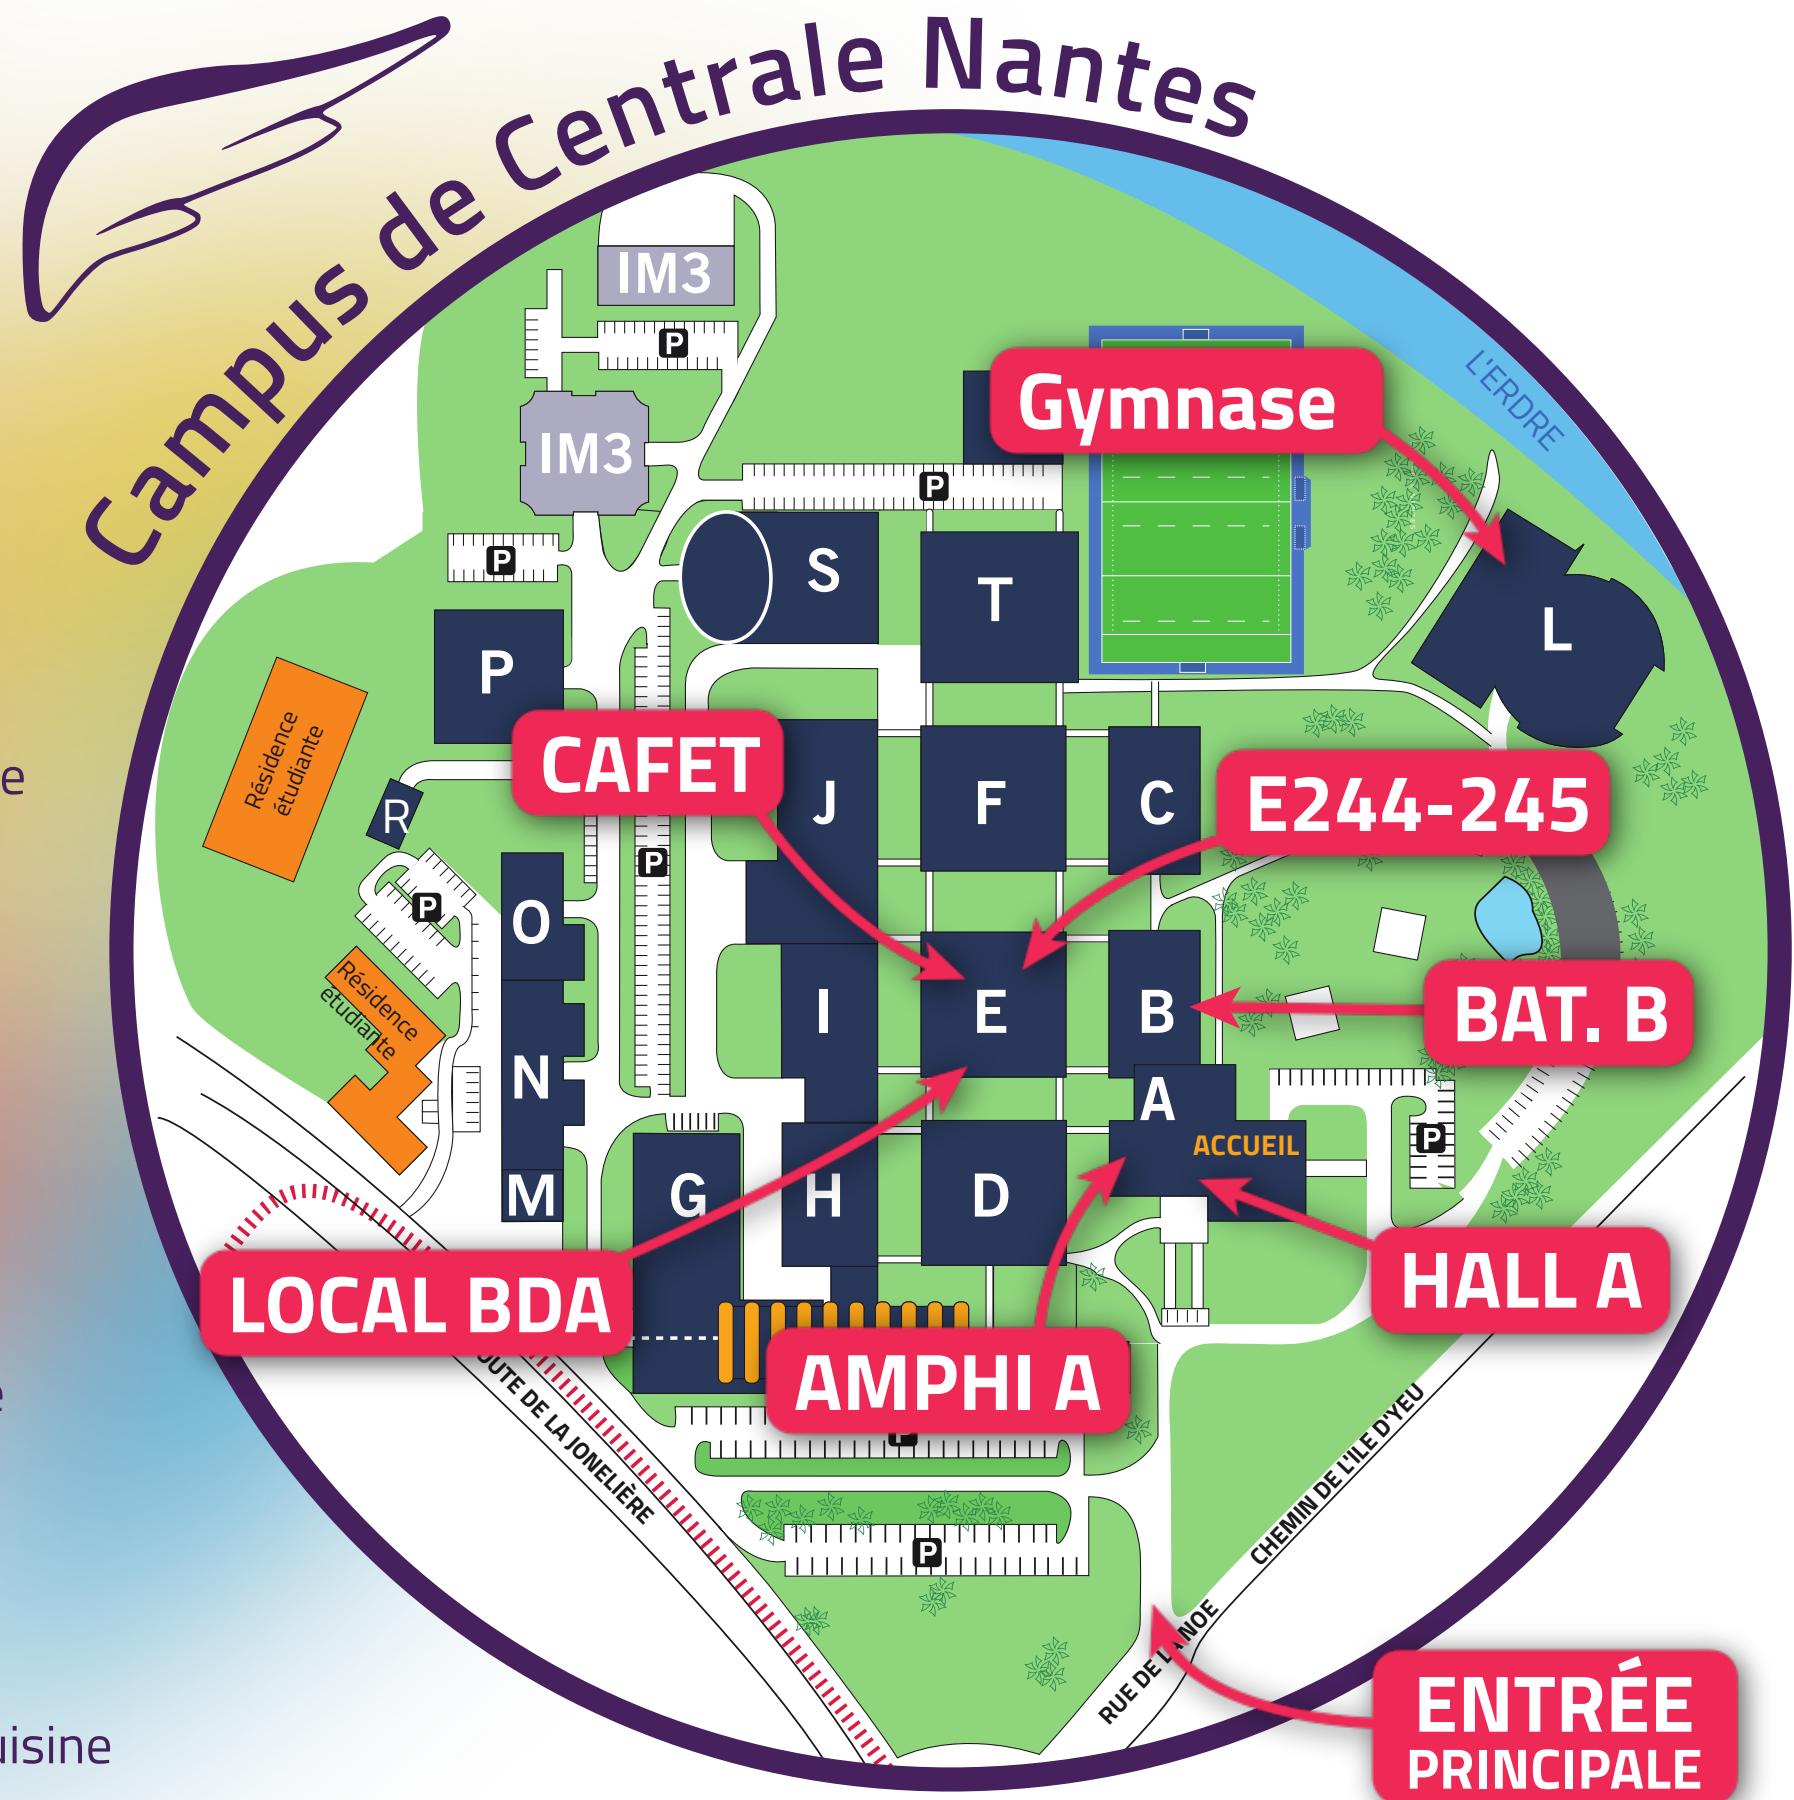 Campus de Centrale Nantes
IM3
P
IM3
Gymnase
L'ERDRE
P
P
S
T
L
P
Résidence
étudiante
CAFET
J
F
C
E244-245
R
P
P
O
Résidence
étudiante
I
E
B
BAT. B
N
A
ACCUEIL
P
M
G
H
D
LOCAL BDA
HALL A
AMPHI A
P
OUTE DE LA JONELIÈRE
CHEMIN DE L'ILE D'YEU
P
RUE DE LA NOE
ENTRÉE
PRINCIPALE
e
uisine